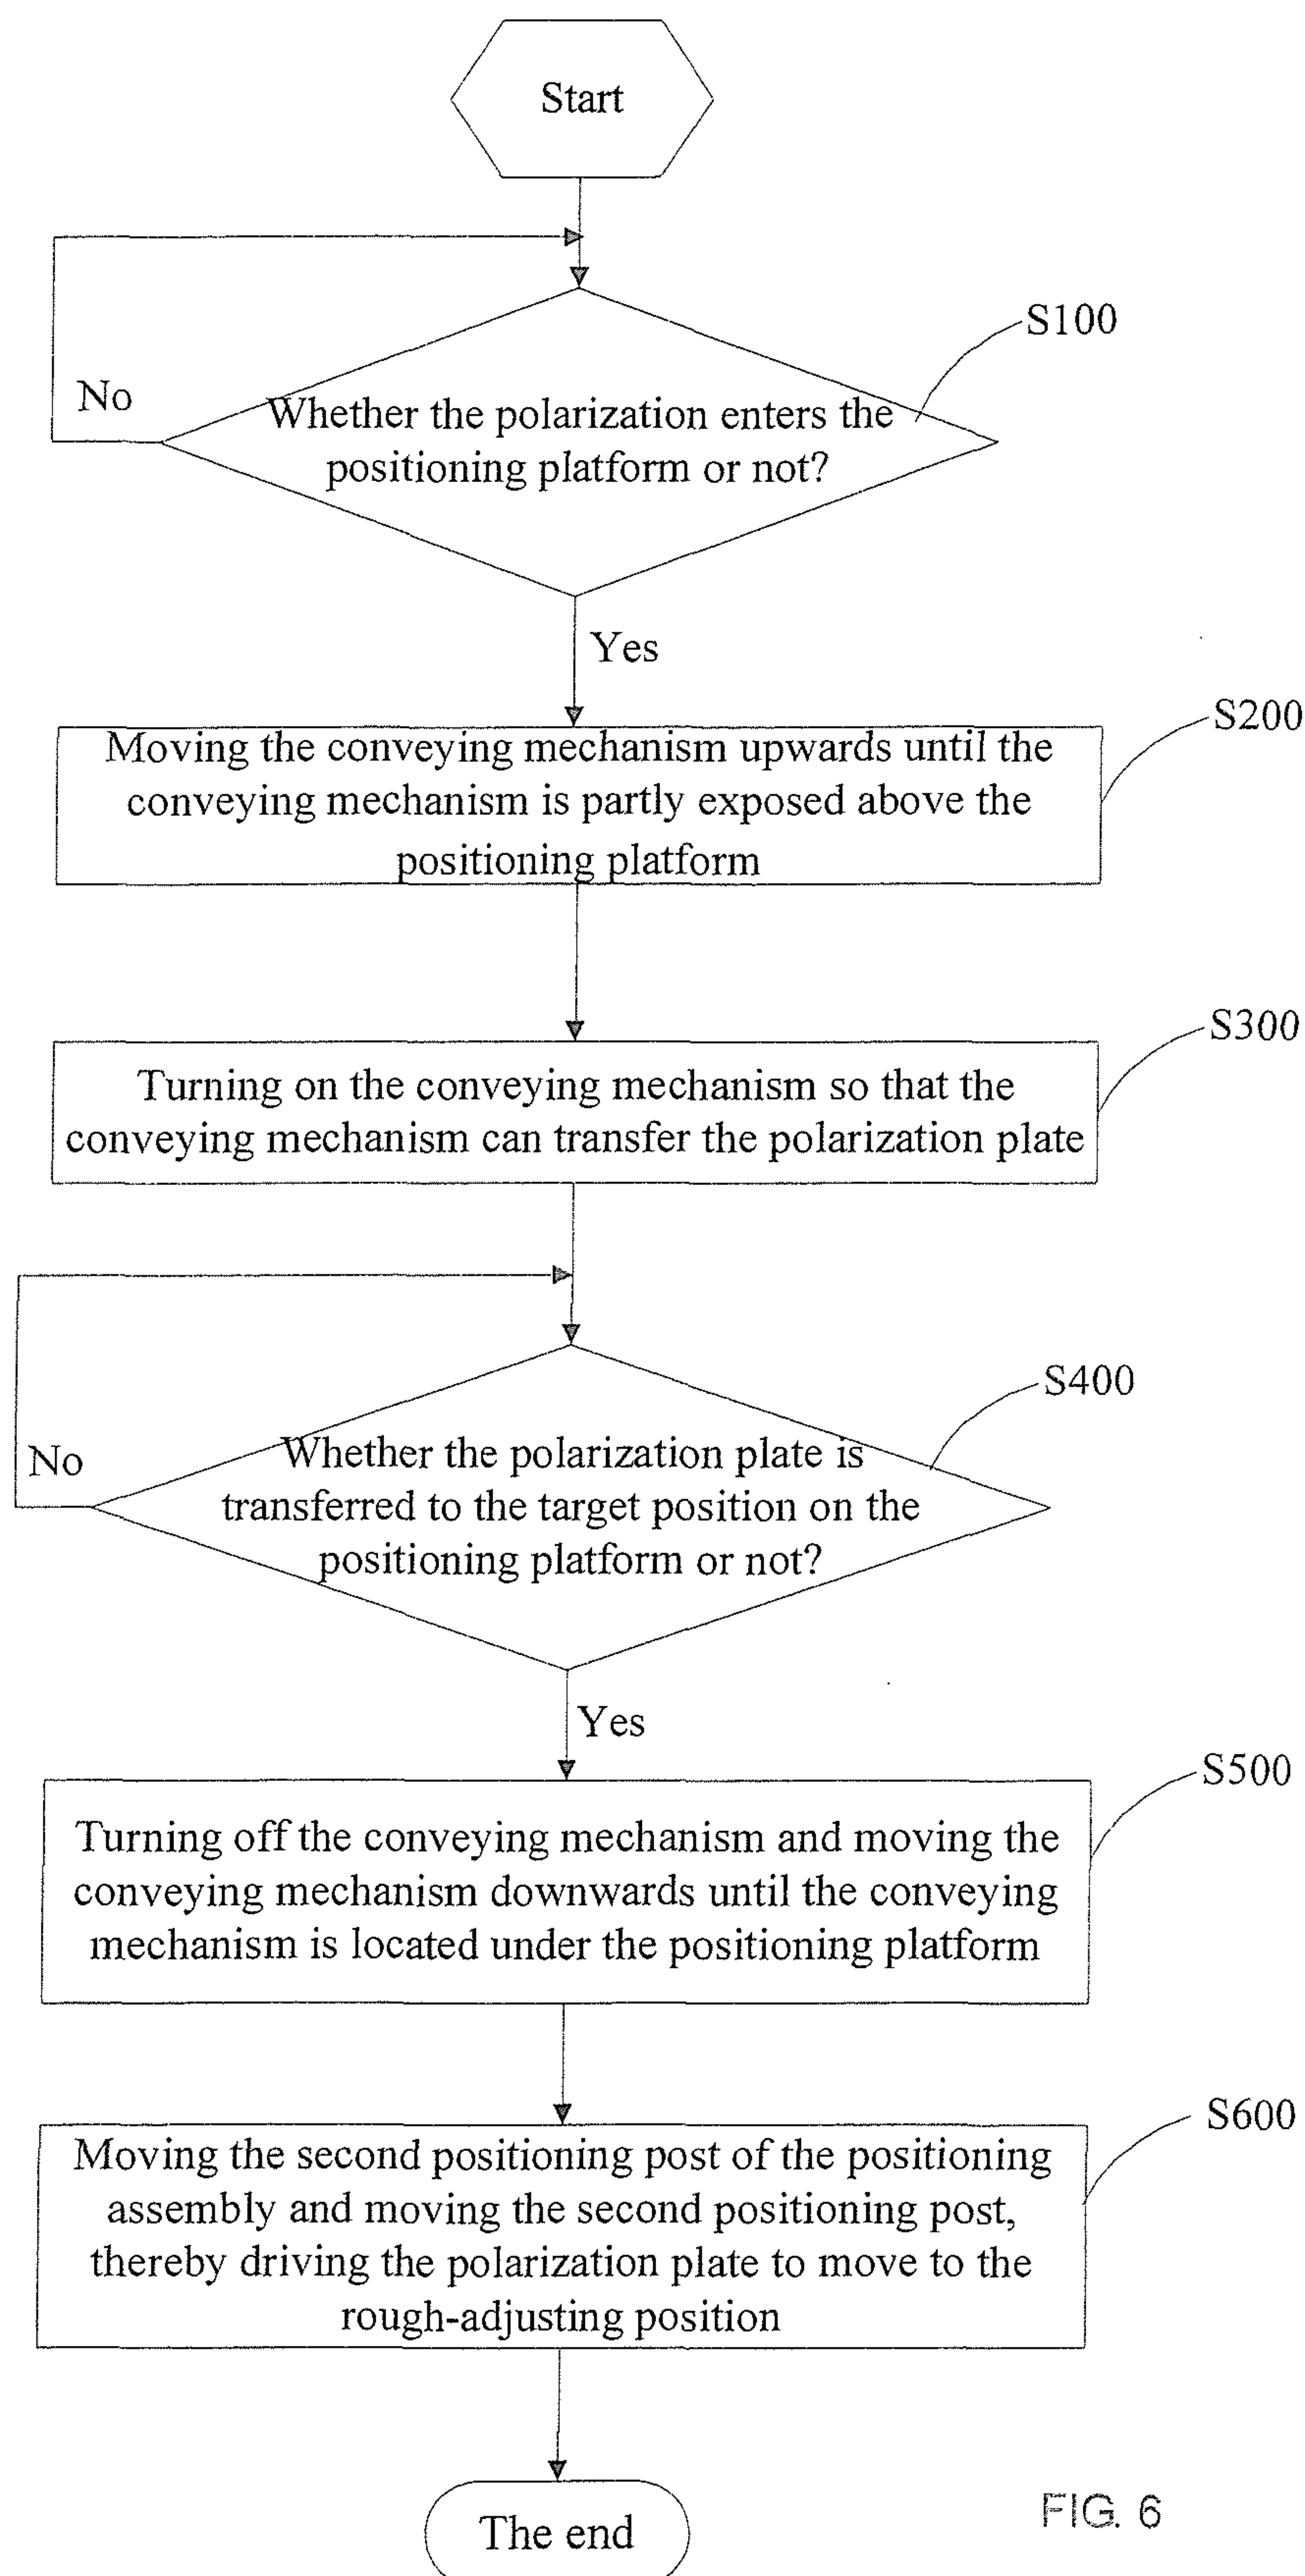 Start
S100
No
Whether the polarization enters the
positioning platform or not?
Yes
S200
Moving the conveying mechanism upwards until the
conveying mechanism is partly exposed above the
positioning platform
S300
Turning on the conveying mechanism so that the
conveying mechanism can transfer the polarization plate
S400
No
Whether the polarization plate is
transferred to the target position on the
positioning platform or not?
Yes
S500
Turning off the conveying mechanism and moving the
conveying mechanism downwards until the conveying
mechanism is located under the positioning platform
S600
Moving the second positioning post of the positioning
assembly and moving the second positioning post,
thereby driving the polarization plate to move to the
rough-adjusting position
The end
FIG. 6